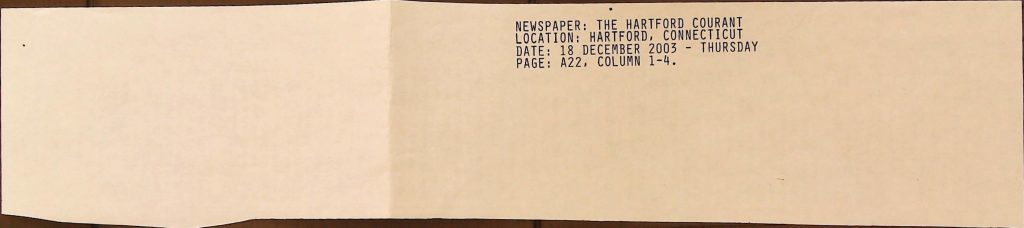 NEWSPAPER: THE HARTFORD COURANT
LOCATION: HARTFORD, CONNECTICUT
DATE: 18 DECEMBER 2003 - THURSDAY
PAGE: A22, COLUMN 1-4.